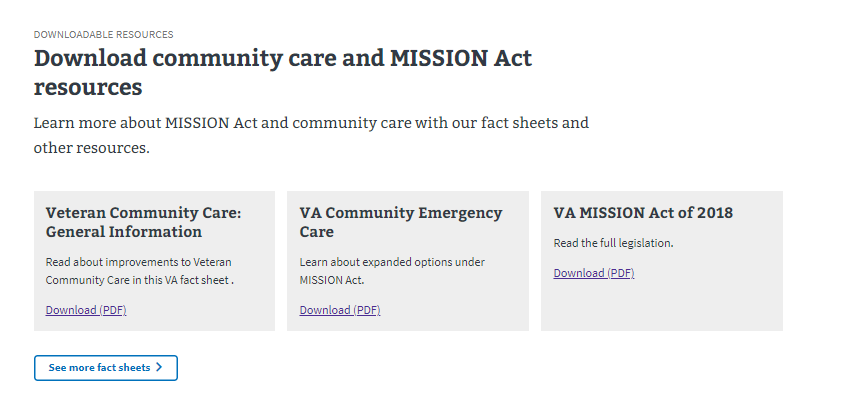 DOWNLOADABLE RESOURCES
Download community care and MISSION Act
resources
Learn more about MISSION Act and community care with our fact sheets and
other resources.
Veteran Community Care:
General Information
Read about improvements to Veteran
Community Care in this VA fact sheet .
Download (PDF)
VA Community Emergency
Care
Learn about expanded options under
MISSION Act.
Download (PDF)
VA MISSION Act of 2018
Read the full legislation.
Download (PDF)
See more fact sheets